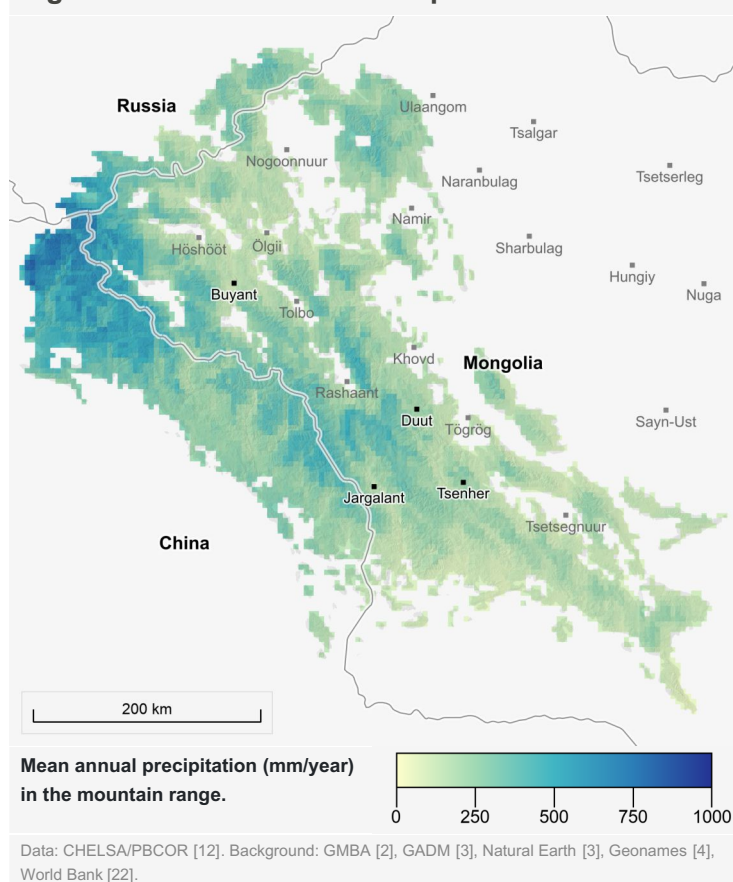 Russia
Ulaangom
Tsalgar
Nogoonnuur
Naranbulag
Tsetserleg
Namir
Höshööt
Ölgii
Sharbulag
Hungiy
Nuga
Buyant
Tolbo
Khovd
Mongolia
Rashaant
Duut
Tögrög
Sayn-Ust
Jargalant
Tsenher
Tsetsegnuur
China
200 km
Mean annual precipitation (mm/year)
in the mountain range.
0 250 500 750 1000
Data: CHELSA/PBCOR [12]. Background: GMBA [2], GADM [3], Natural Earth [3], Geonames [4],
World Bank [22].